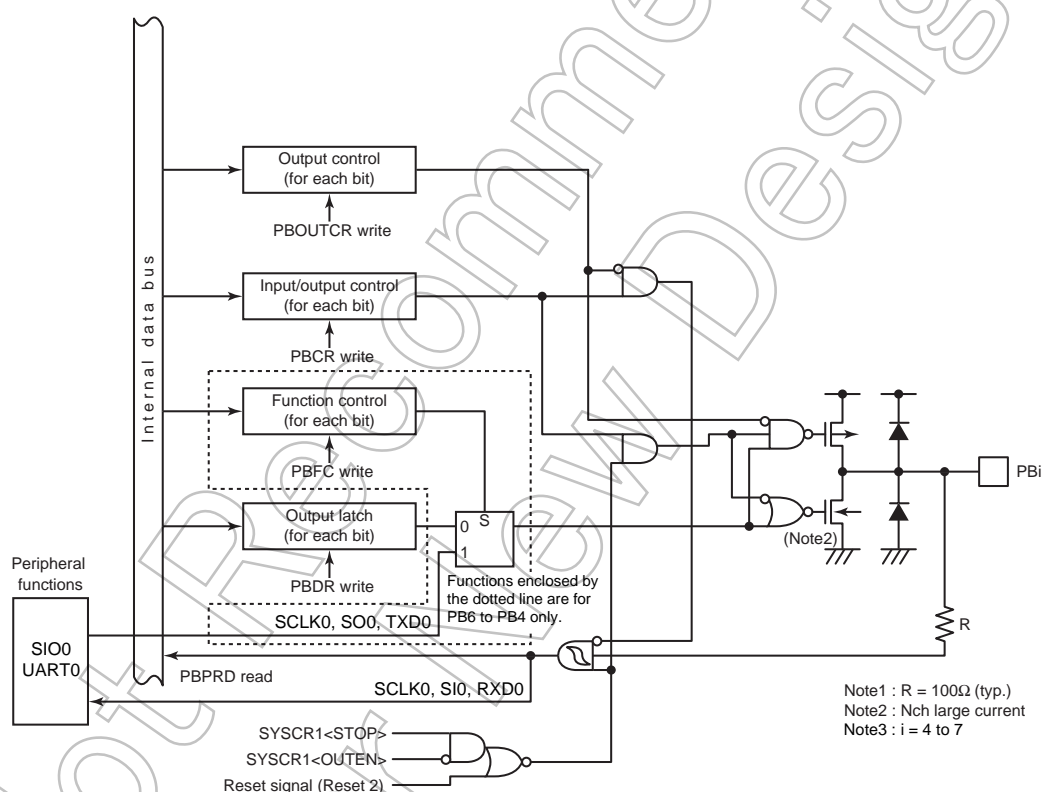 Internal data bus
Output control
(for each bit)
PBOUTCR write
Input/output control
(for each bit)
PBCR write
Function control
(for each bit)
PBFC write
Output latch
(for each bit)
PBDR write
0 S
1
Functions enclosed by
the dotted line are for
PB6 to PB4 only.
PBi
(Note2)
R
Peripheral
functions
SIO0
UART0
SCLK0, SO0, TXD0
PBPRD read
SCLK0, SI0, RXD0
SYSCR1<STOP>
SYSCR1<OUTEN>
Reset signal (Reset 2)
Note1 : R = 100Ω (typ.)
Note2 : Nch large current
Note3 : i = 4 to 7
ot Recomme
r New Desig